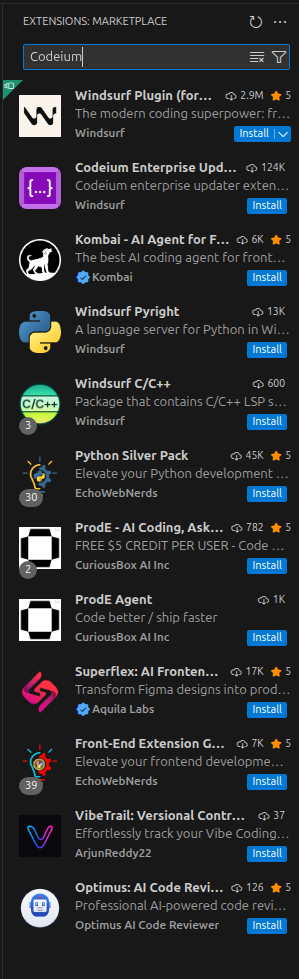 EXTENSIONS: MARKETPLACE
Codeium
Windsurf Plugin (for... 2.9M 5
The modern coding superpower: fr...
Windsurf Install
{...} Codeium Enterprise Upd... 124K
Codeium enterprise updater exten...
Windsurf Install
Kombai - AI Agent for F... 6K 5
The best AI coding agent for front...
Kombai Install
Windsurf Pyright 13K
A language server for Python in Wi...
Windsurf Install
Windsurf C/C++ 600
C/C++ Package that contains C/C++ LSP s...
3 Windsurf Install
Python Silver Pack 45K 5
Elevate your Python development ...
30 EchoWebNerds Install
ProdE - AI Coding, Ask... 782 5
FREE $5 CREDIT PER USER - Code ...
2 CuriousBox AI Inc Install
ProdE Agent 1K
Code better / ship faster
CuriousBox AI Inc Install
Superflex: AI Fronten... 17K 5
Transform Figma designs into prod...
Aquila Labs Install
Front-End Extension G... 7K 5
Elevate your frontend developme...
39 EchoWebNerds Install
VibeTrail: Versional Contr... 37
Effortlessly track your Vibe Coding...
ArjunReddy22 Install
Optimus: AI Code Revi... 126 5
Professional AI-powered code revi...
Optimus AI Code Reviewer Install